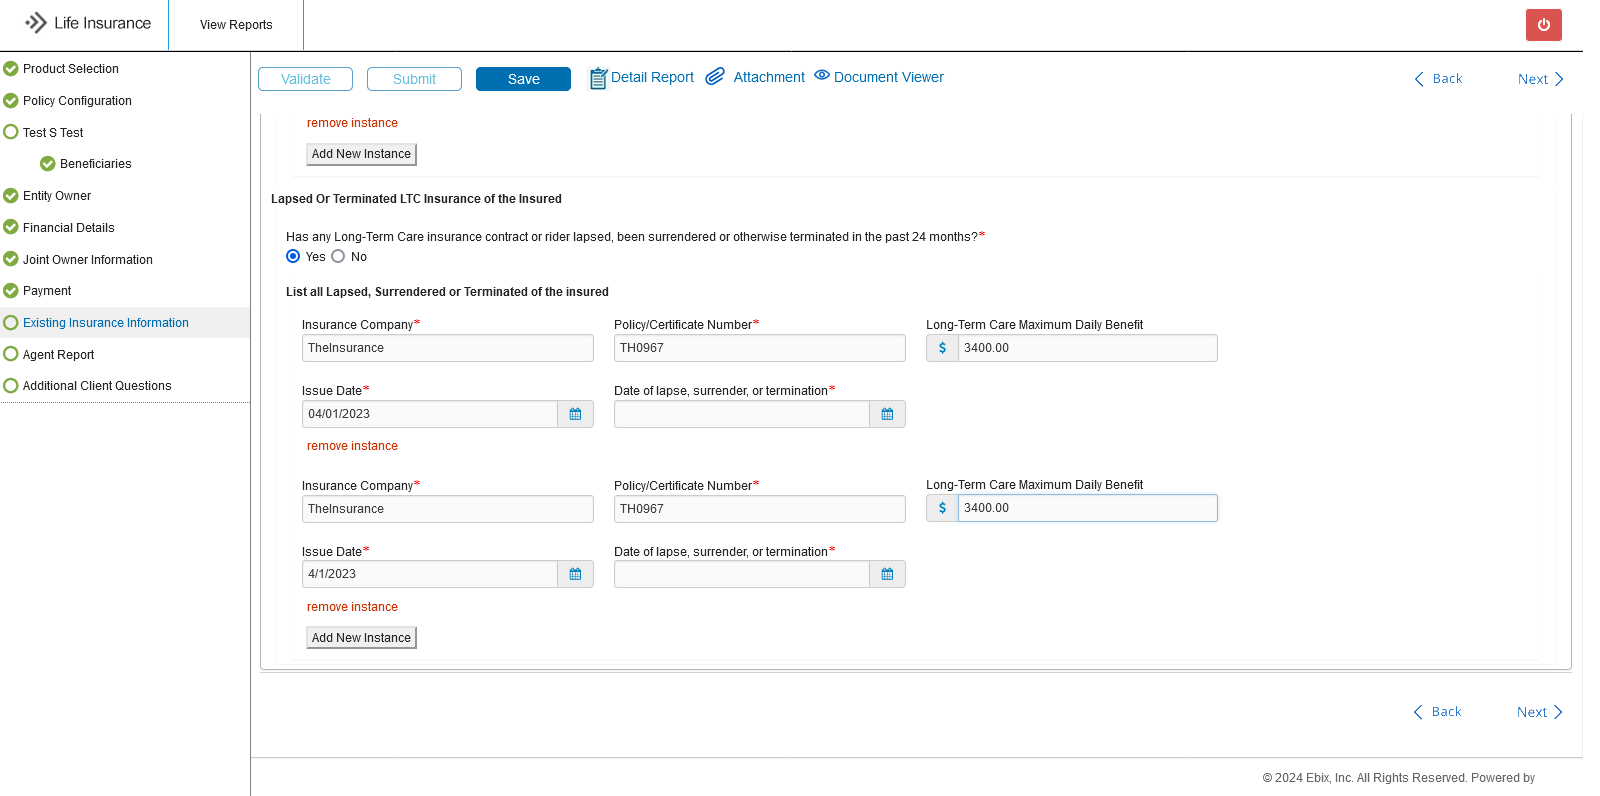 Life Insurance
View Reports
Product Selection
Policy Configuration
Test S Test
Beneficiaries
Entity Owner
Financial Details
Joint Owner Information
Payment
Existing Insurance Information
Agent Report
Additional Client Questions
Validate
Submit
Save
Detail Report
Attachment
Document Viewer
Back
Next
remove instance
Add New Instance
Lapsed Or Terminated LTC Insurance of the Insured
Has any Long-Term Care insurance contract or rider lapsed, been surrendered or otherwise terminated in the past 24 months?*
Yes No
List all Lapsed, Surrendered or Terminated of the insured
Insurance Company* Policy/Certificate Number* Long-Term Care Maximum Daily Benefit
TheInsurance TH0967 $ 3400.00
Issue Date* Date of lapse, surrender, or termination*
04/01/2023
remove instance
Insurance Company* Policy/Certificate Number* Long-Term Care Maximum Daily Benefit
TheInsurance TH0967 $ 3400.00
Issue Date* Date of lapse, surrender, or termination*
4/1/2023
remove instance
Add New Instance
Back Next
© 2024 Ebix, Inc. All Rights Reserved. Powered by